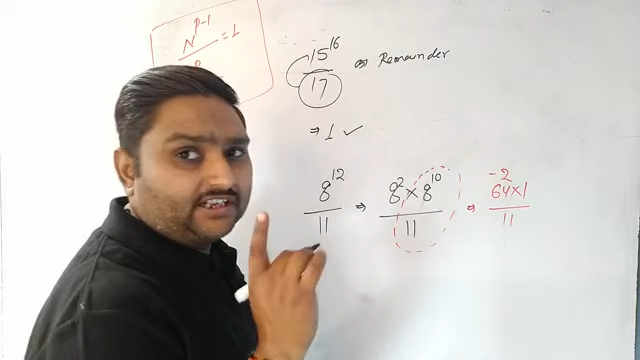 N^(P-1)/P = 1
15^16/17 ⇒ Remainder
⇒ 1 ✓
8^12/11 ⇒ 8^2 × 8^10/11 ⇒ 64×1/11
-2